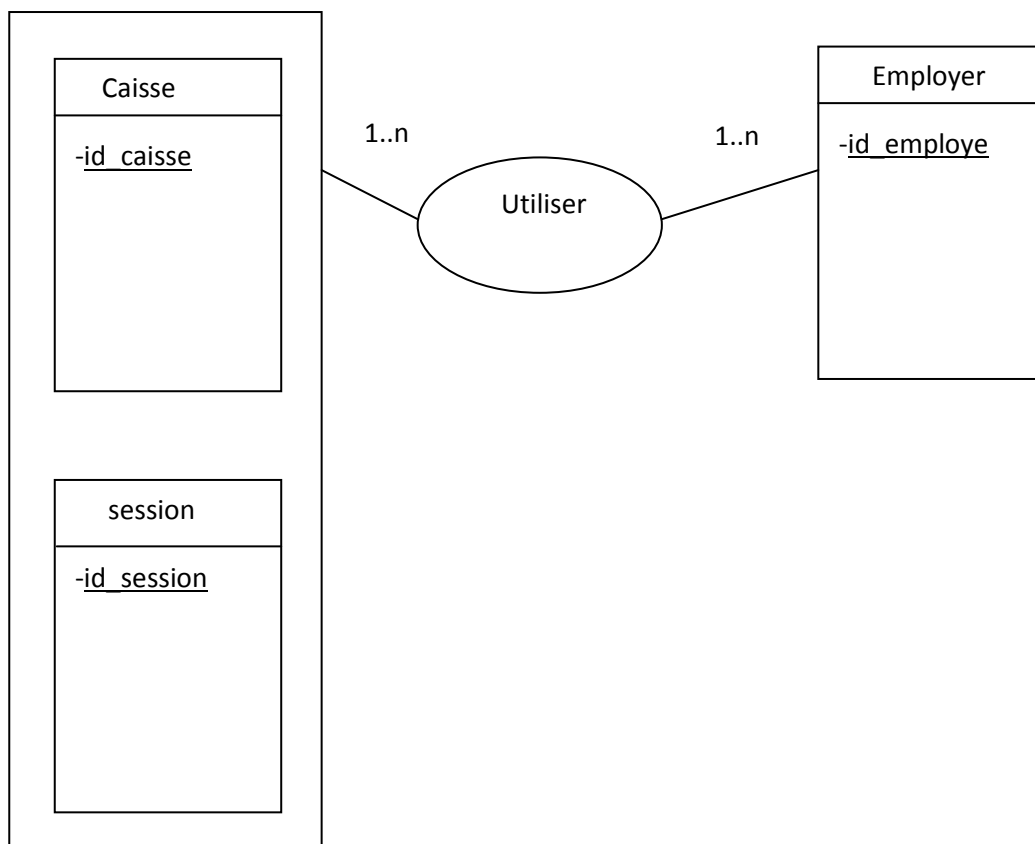 Caisse
-id_caisse
1..n
Utiliser
1..n
Employer
-id_employe
session
-id_session